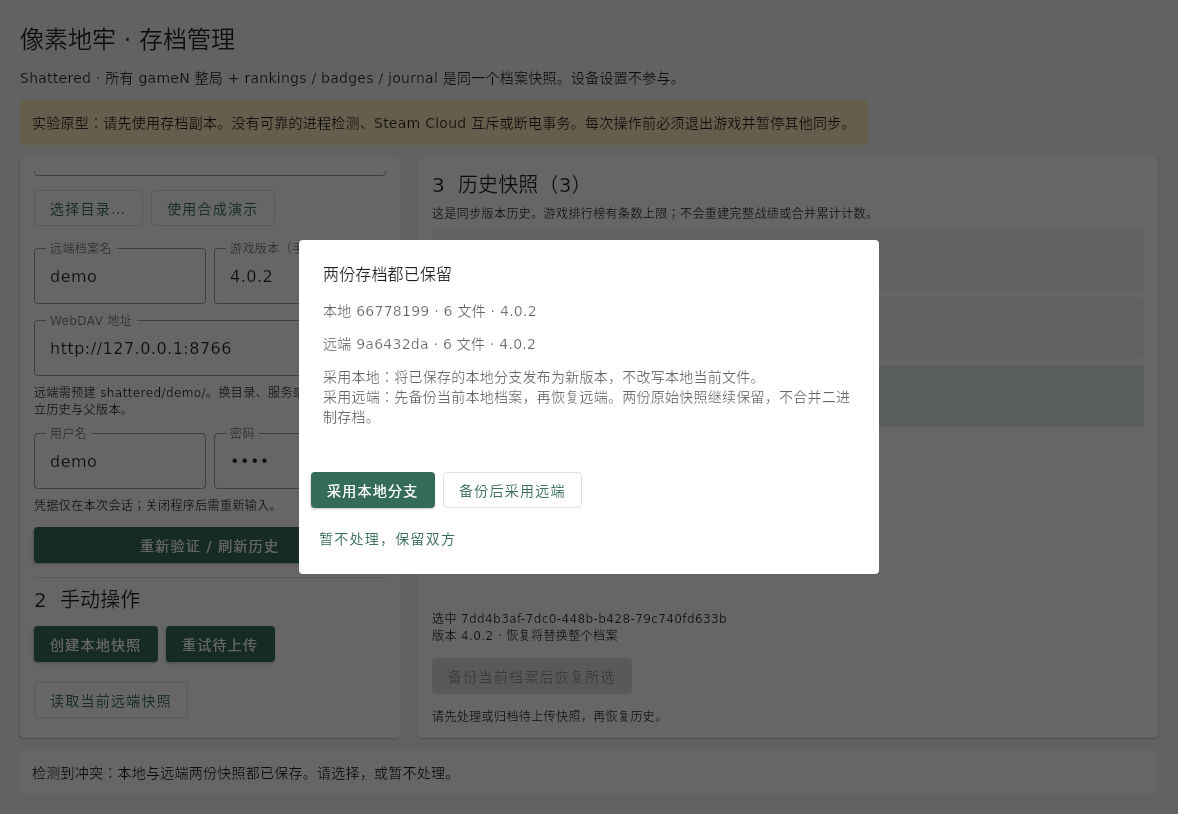 像素地牢 · 存档管理
Shattered · 所有 gameN 整局 + rankings / badges / journal 是同一个档案快照。设备设置不参与。
实验原型：请先使用存档副本。没有可靠的进程检测、Steam Cloud 互斥或断电事务。每次操作前必须退出游戏并暂停其他同步。
选择目录…
使用合成演示
远端档案名
demo
游戏版本（手
4.0.2
WebDAV 地址
http://127.0.0.1:8766
远端需预建 shattered/demo/。换目录、服务或
立历史与父版本。
用户名
demo
密码
••••
凭据仅在本次会话；关闭程序后需重新输入。
重新验证 / 刷新历史
2 手动操作
创建本地快照
重试待上传
读取当前远端快照
3 历史快照（3）
这是同步版本历史。游戏排行榜有条数上限；不会重建完整战绩或合并累计计数。
两份存档都已保留
本地 66778199 · 6 文件 · 4.0.2
远端 9a6432da · 6 文件 · 4.0.2
采用本地：将已保存的本地分支发布为新版本，不改写本地当前文件。
采用远端：先备份当前本地档案，再恢复远端。两份原始快照继续保留，不合并二进
制存档。
采用本地分支
备份后采用远端
暂不处理，保留双方
选中 7dd4b3af-7dc0-448b-b428-79c740fd633b
版本 4.0.2 · 恢复将替换整个档案
备份当前档案后恢复所选
请先处理或归档待上传快照，再恢复历史。
检测到冲突：本地与远端两份快照都已保存。请选择，或暂不处理。